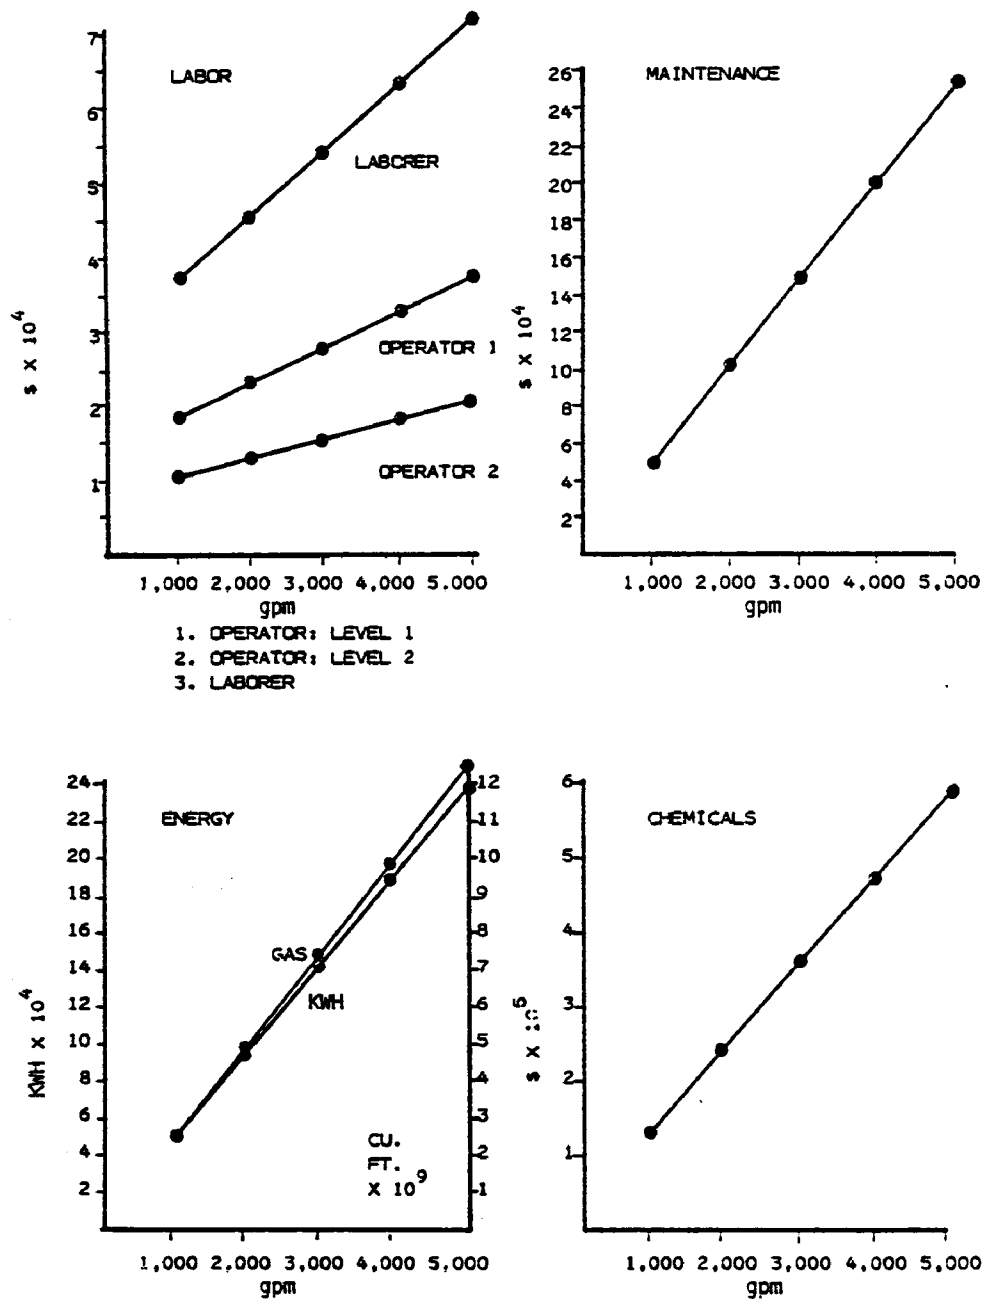 LABOR
7
6
5
4
3
2
1
$ X 10^4
LABORER
OPERATOR 1
OPERATOR 2
1,000 2,000 3,000 4,000 5.000
gpm
1. OPERATOR: LEVEL 1
2. OPERATOR: LEVEL 2
3. LABORER
MAINTENANCE
26
24
22
20
18
16
14
12
10
8
6
4
2
$ X 10^4
1,000 2,000 3.000 4,000 5,000
gpm
ENERGY
24
22
20
18
16
14
12
10
8
6
4
2
KWH X 10^4
GAS
KWH
12
11
10
9
8
7
6
5
4
3
2
1
CU.
FT.
X 10^9
1,000 2,000 3,000 4,000 5,000
gpm
CHEMICALS
6
5
4
3
2
1
$ X 10^5
1,000 2,000 3,000 4,000 5,000
gpm